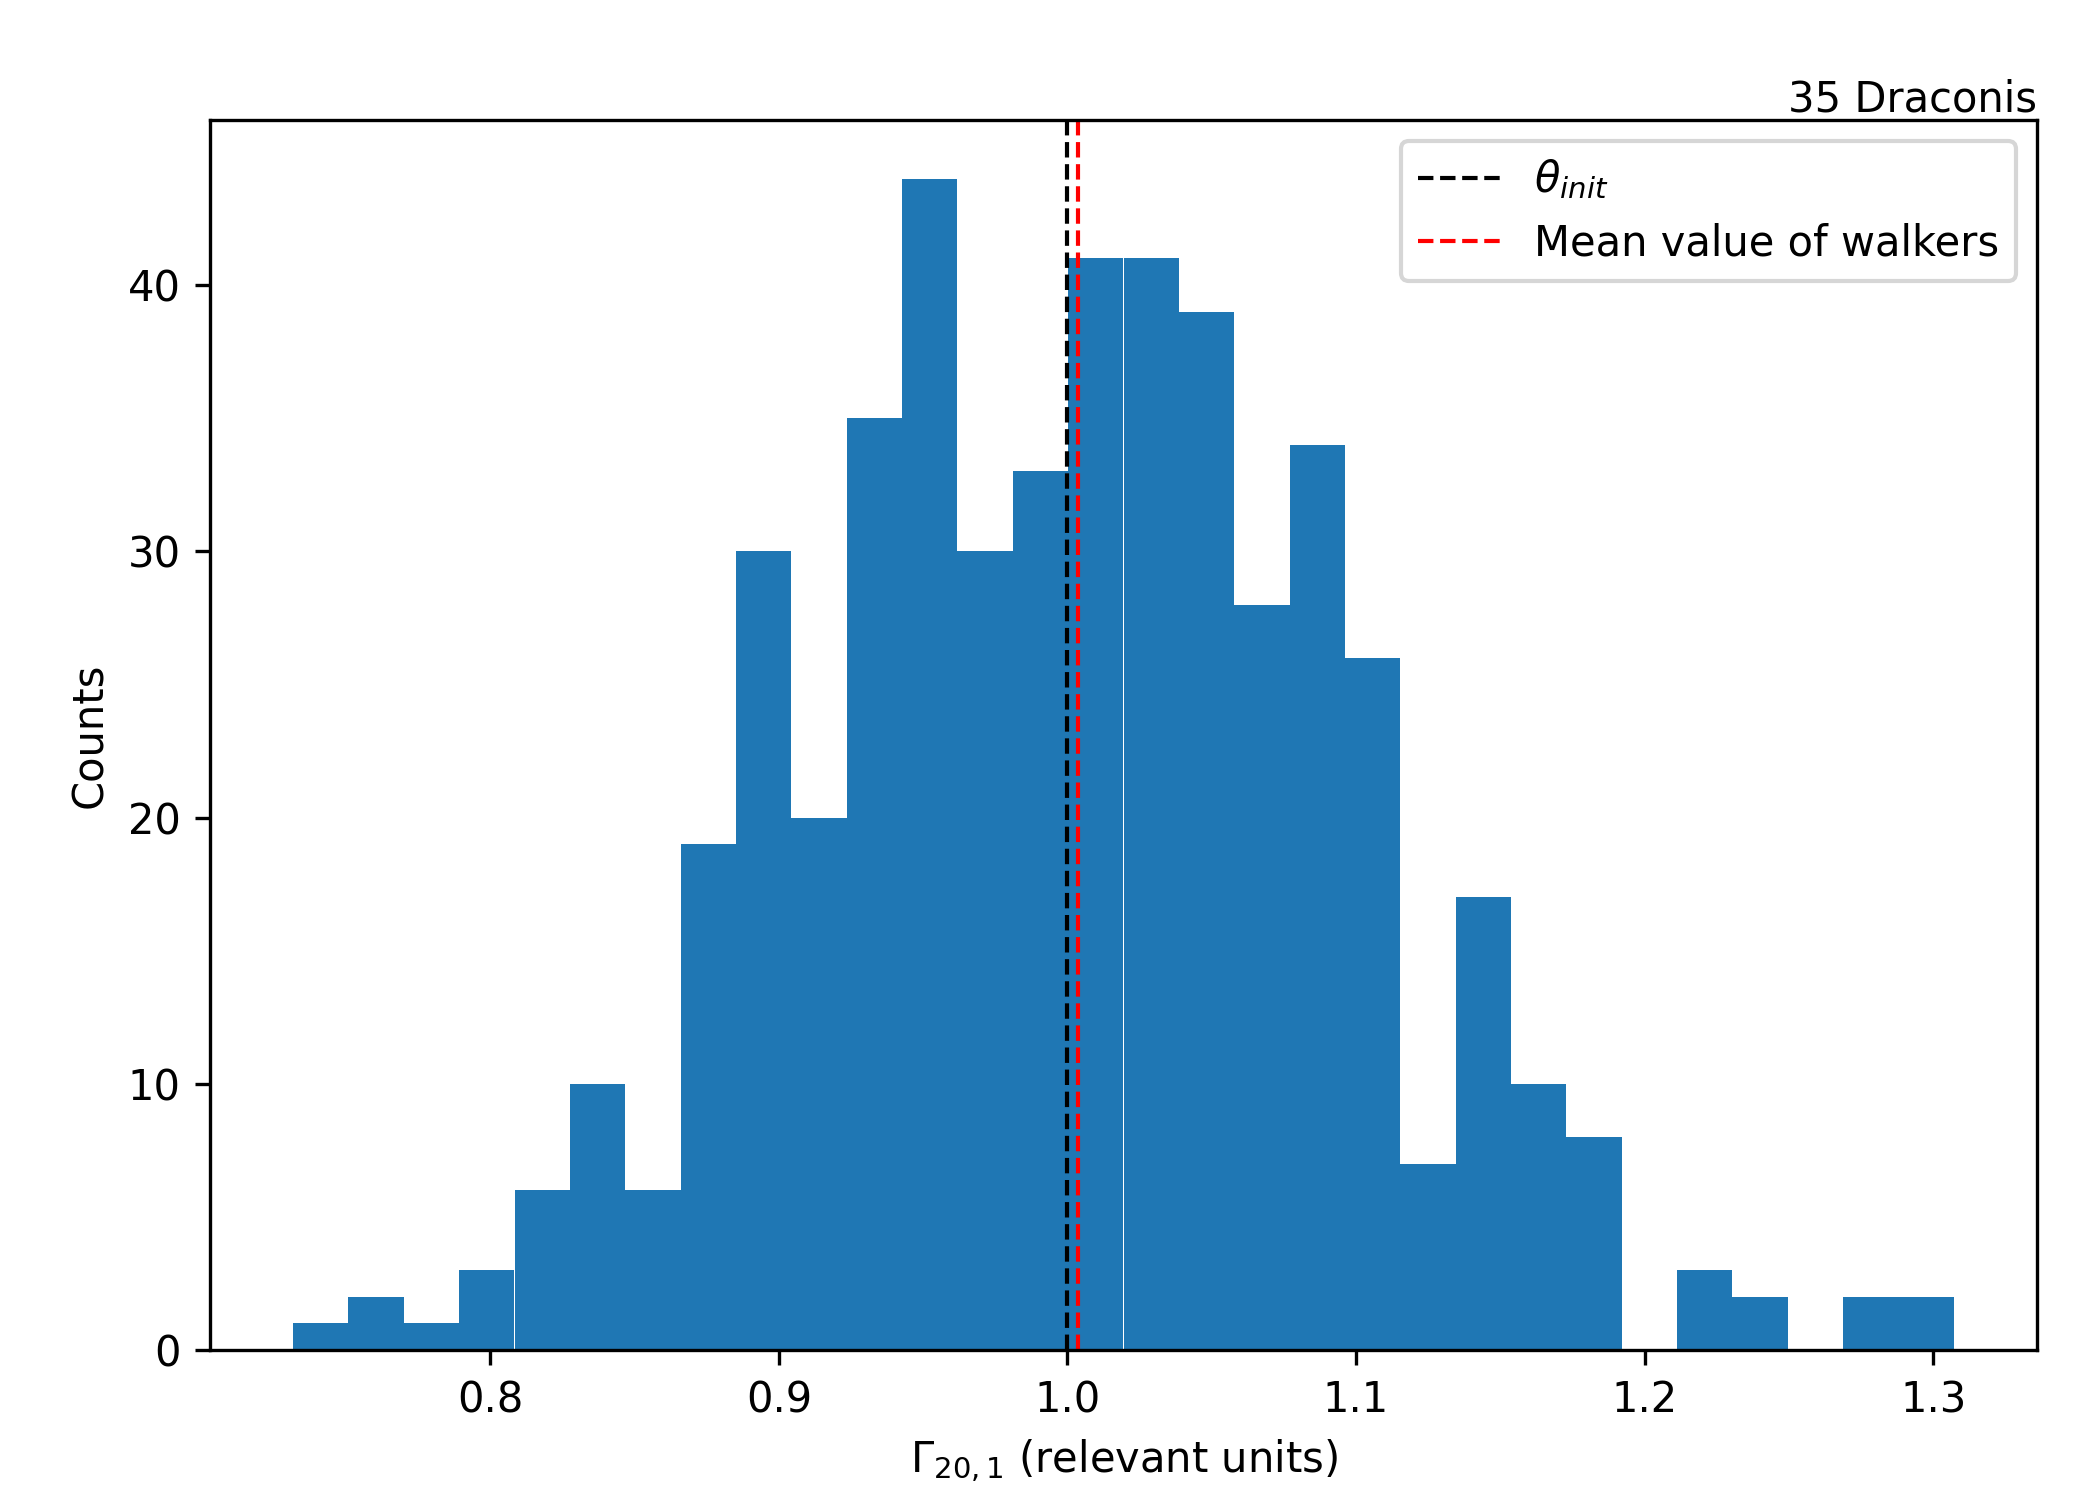 35 Draconis
θ_init
Mean value of walkers
40
30
20
10
0
Counts
0.8 0.9 1.0 1.1 1.2 1.3
Γ_20, 1 (relevant units)